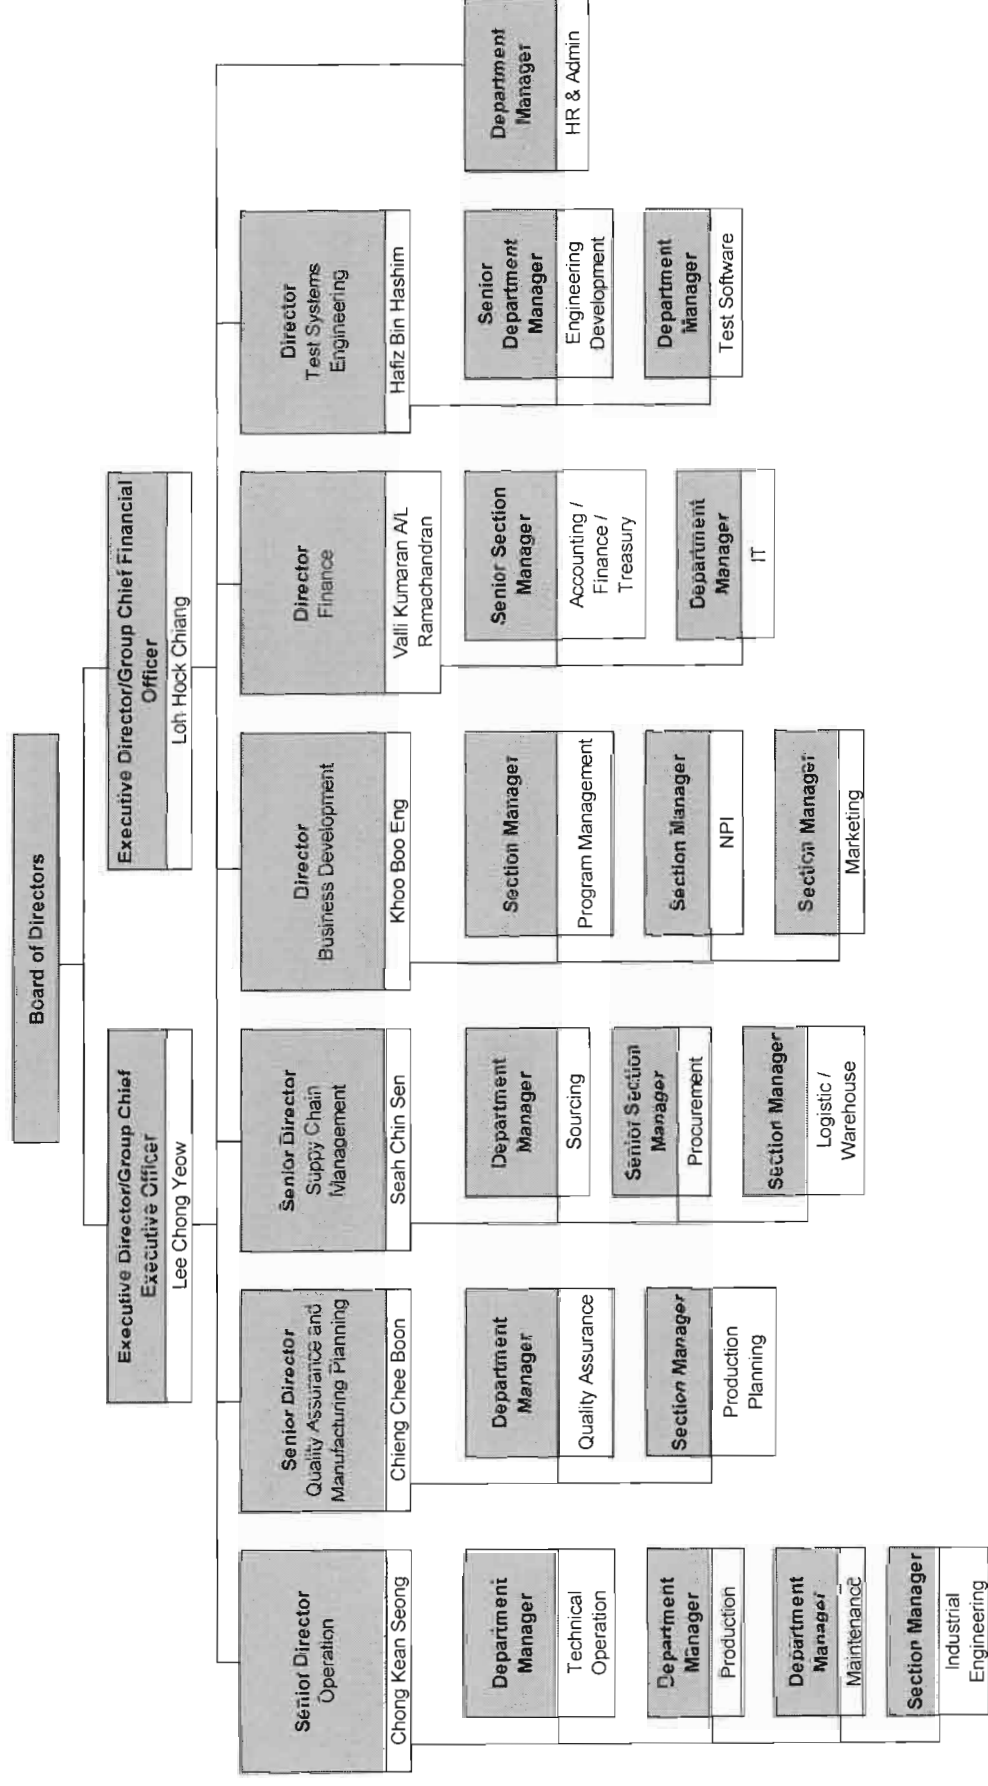 Board of Directors
Executive Director/Group Chief
Executive Officer
Lee Chong Yeow
Executive Director/Group Chief Financial
Officer
Loh Hock Chiang
Senior Director
Operation
Chong Kean Seong
Senior Director
Quality Assurance and
Manufacturing Planning
Chieng Chee Boon
Senior Director
Suppy Chain
Management
Seah Chin Sen
Director
Business Development
Khoo Boo Eng
Director
Finance
Valli Kumaran A/L
Ramachandran
Director
Test Systems
Engineering
Hafiz Bin Hashim
Department
Manager
Technical
Operation
Department
Manager
Production
Department
Manager
Maintenance
Section Manager
Industrial
Engineering
Department
Manager
Quality Assurance
Section Manager
Production
Planning
Department
Manager
Sourcing
Senior Section
Manager
Procurement
Section Manager
Logistic /
Warehouse
Section Manager
Program Management
Section Manager
NPI
Section Manager
Marketing
Senior Section
Manager
Accounting /
Finance /
Treasury
Department
Manager
IT
Senior
Department
Manager
Engineering
Development
Department
Manager
Test Software
Department
Manager
HR & Admin